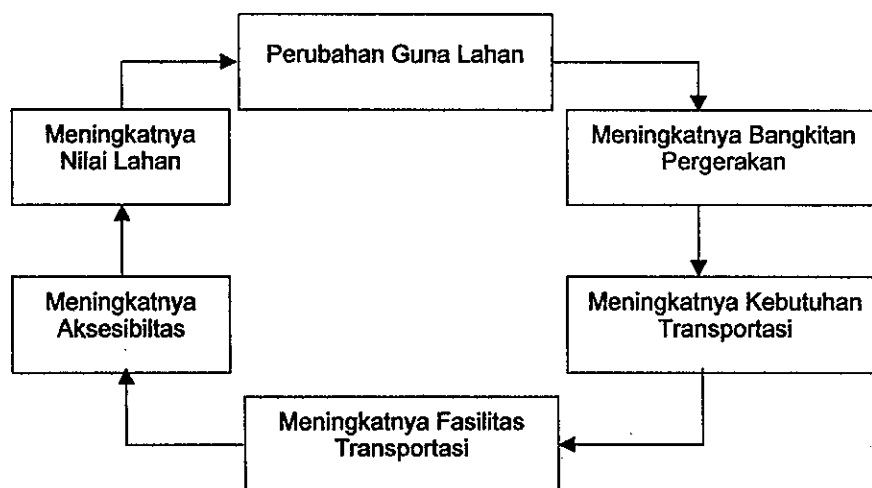 Perubahan Guna Lahan
Meningkatnya Bangkitan
Pergerakan
Meningkatnya Kebutuhan
Transportasi
Meningkatnya Fasilitas
Transportasi
Meningkatnya
Aksesibiltas
Meningkatnya
Nilai Lahan